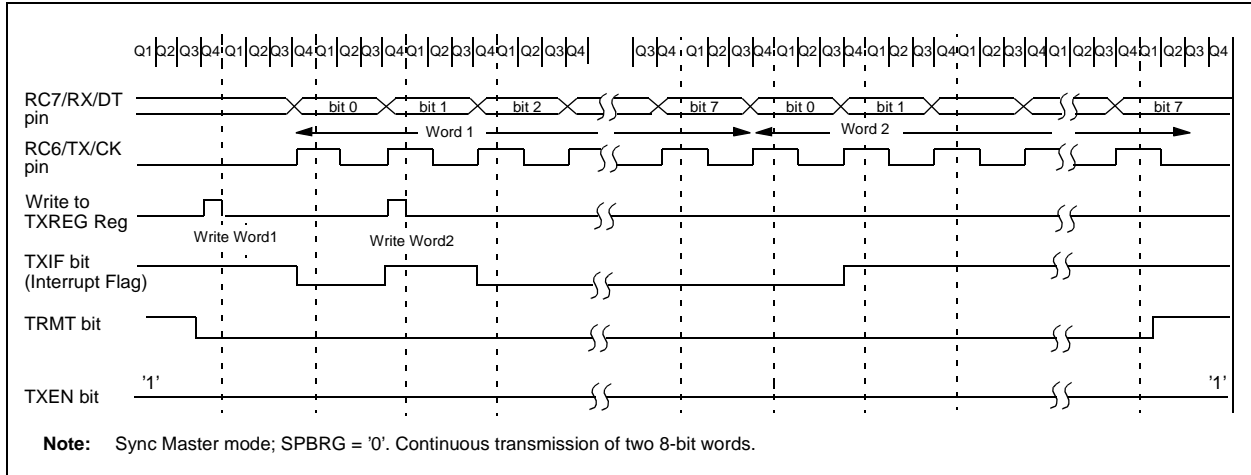 Q1 Q2 Q3 Q4 Q1 Q2 Q3 Q4 Q1 Q2 Q3 Q4 Q1 Q2 Q3 Q4 Q1 Q2 Q3 Q4 Q3 Q4 Q1 Q2 Q3 Q4 Q1 Q2 Q3 Q4 Q1 Q2 Q3 Q4 Q1 Q2 Q3 Q4 Q1 Q2 Q3 Q4 Q1 Q2 Q3 Q4
RC7/RX/DT
pin
bit 0 bit 1 bit 2 bit 7 bit 0 bit 1 bit 7
Word 1 Word 2
RC6/TX/CK
pin
Write to
TXREG Reg
Write Word1 Write Word2
TXIF bit
(Interrupt Flag)
TRMT bit
'1' '1'
TXEN bit
Note: Sync Master mode; SPBRG = '0'. Continuous transmission of two 8-bit words.